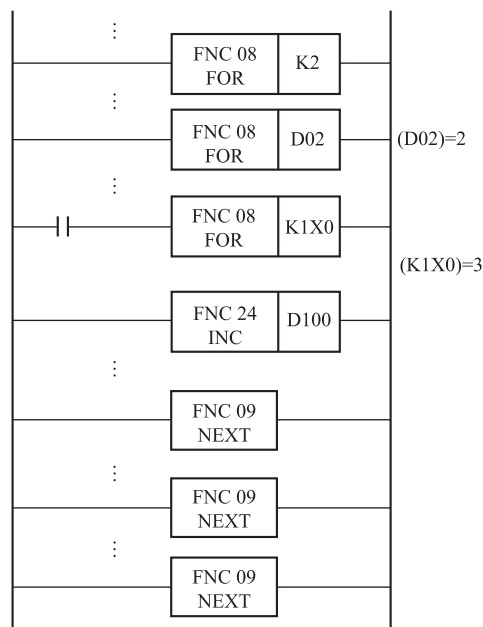 ⋮
FNC 08 K2
FOR
⋮
FNC 08 D02 (D02)=2
FOR
⋮
FNC 08 K1X0
FOR
(K1X0)=3
FNC 24 D100
INC
⋮
FNC 09
NEXT
⋮
FNC 09
NEXT
⋮
FNC 09
NEXT